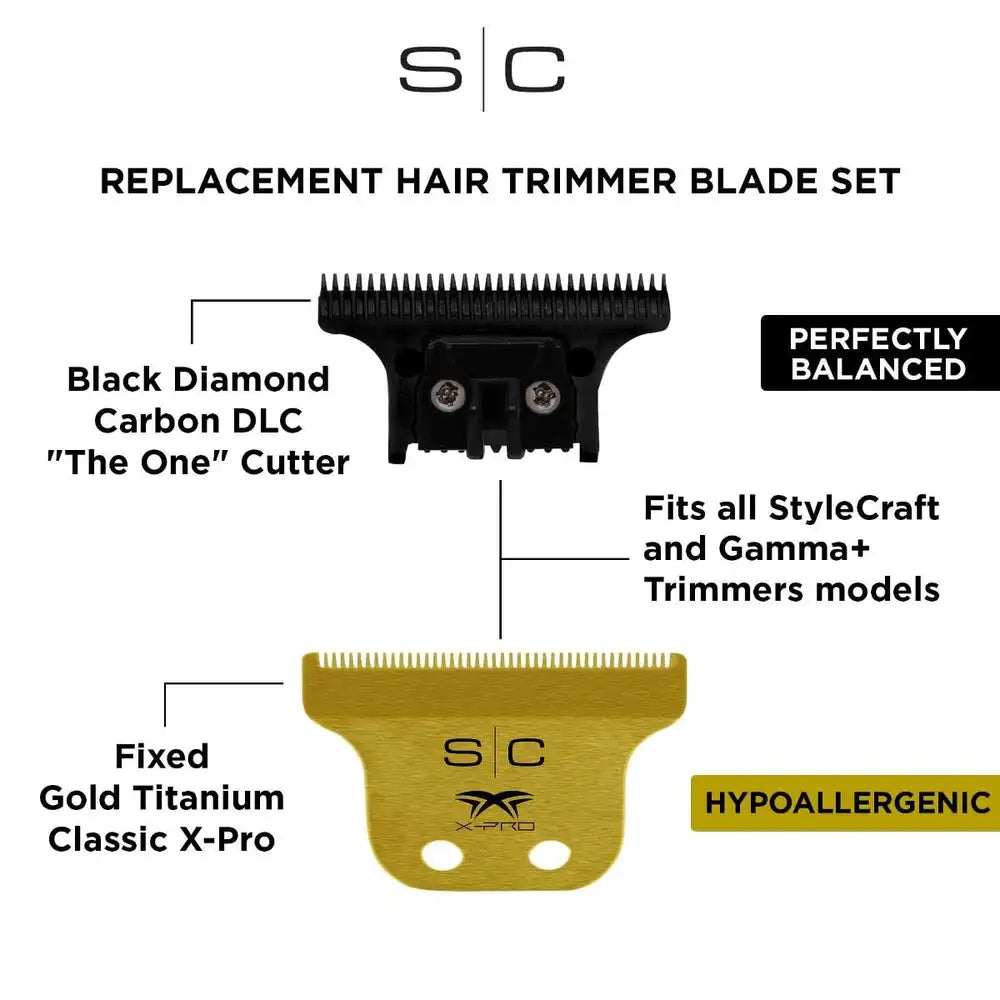 S|C
REPLACEMENT HAIR TRIMMER BLADE SET
PERFECTLY
BALANCED
Black Diamond
Carbon DLC
"The One" Cutter
Fits all StyleCraft
and Gamma+
Trimmers models
S|C
X-PRO
Fixed
Gold Titanium
Classic X-Pro
HYPOALLERGENIC